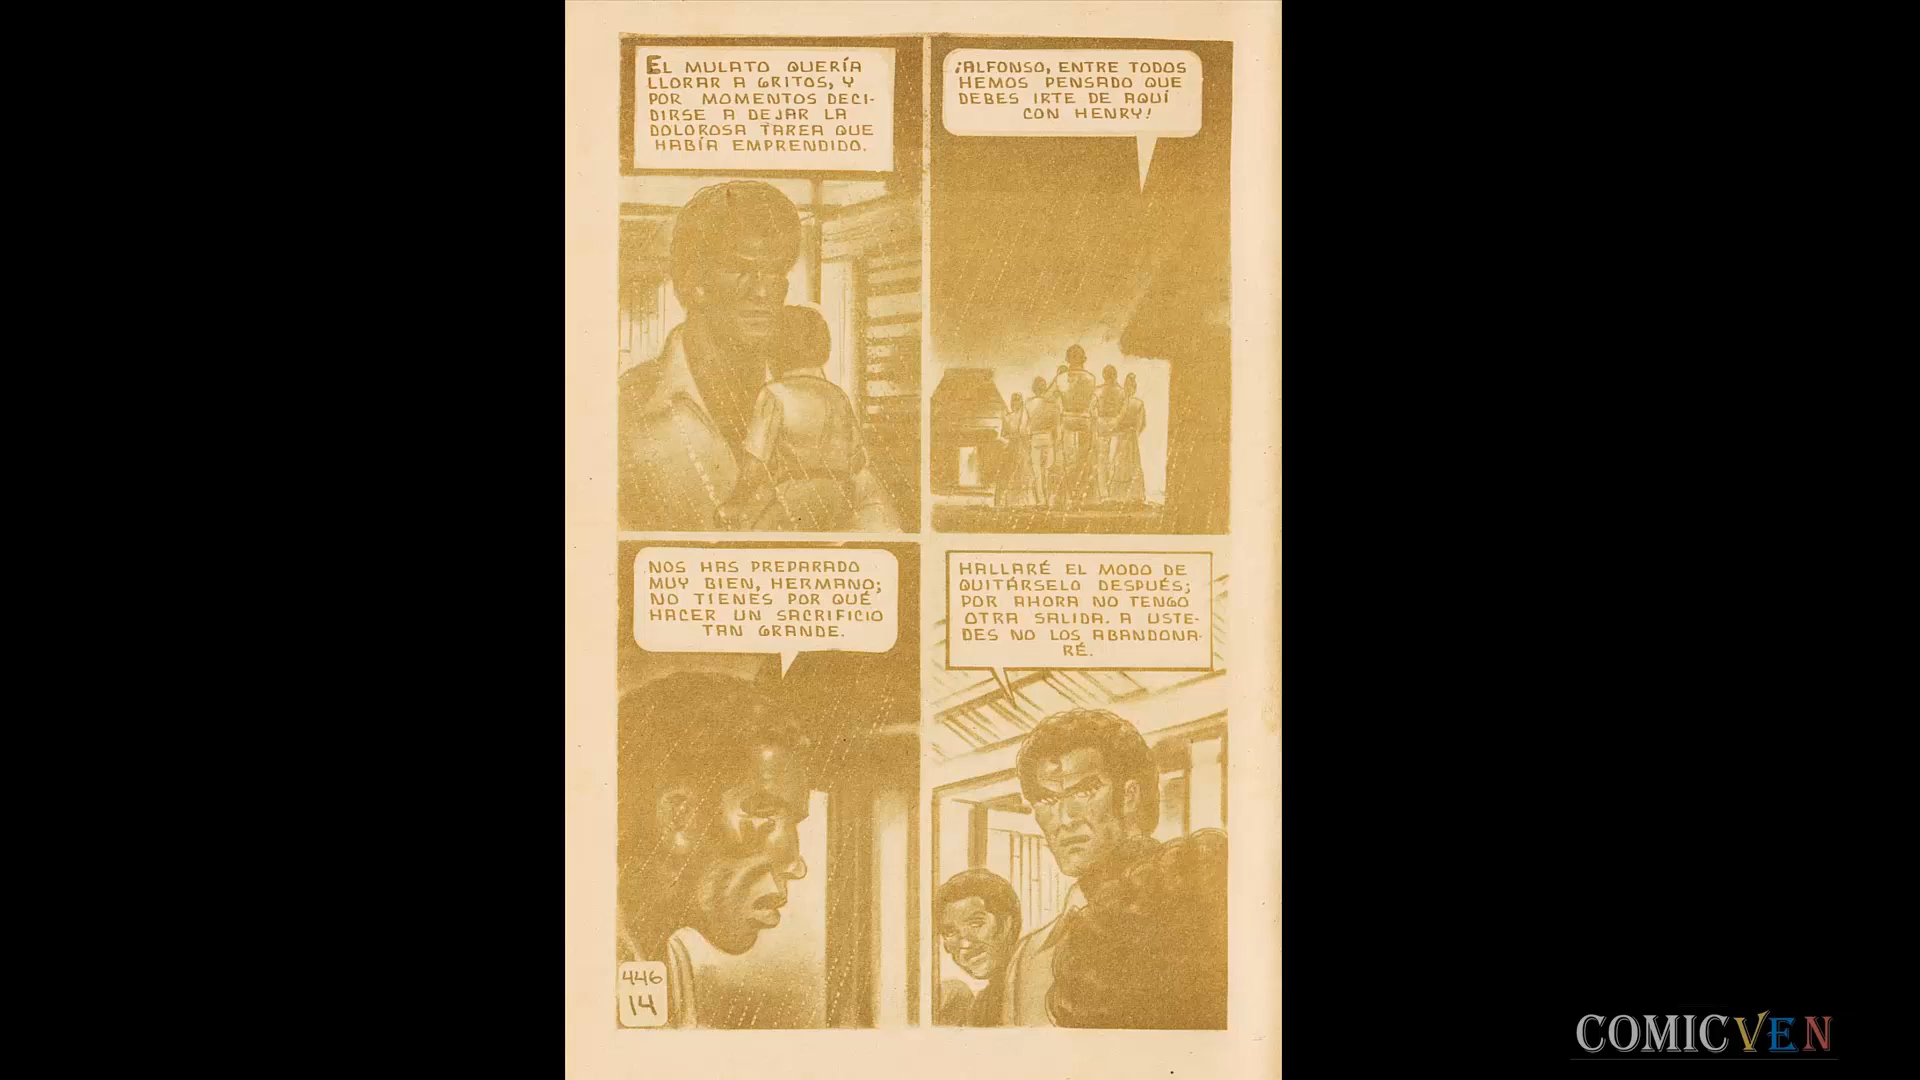 EL MULATO QUERÍA
LLORAR A GRITOS, Y
POR MOMENTOS DECI-
DIRSE A DEJAR LA
DOLOROSA TAREA QUE
HABÍA EMPRENDIDO.
¡ALFONSO, ENTRE TODOS
HEMOS PENSADO QUE
DEBES IRTE DE AQUÍ
CON HENRY!
NOS HAS PREPARADO
MUY BIEN, HERMANO;
NO TIENES POR QUÉ
HACER UN SACRIFICIO
TAN GRANDE.
HALLARÉ EL MODO DE
QUITÁRSELO DESPUÉS;
POR AHORA NO TENGO
OTRA SALIDA. A USTE-
DES NO LOS ABANDONA-
RÉ.
446
14
COMICVEN